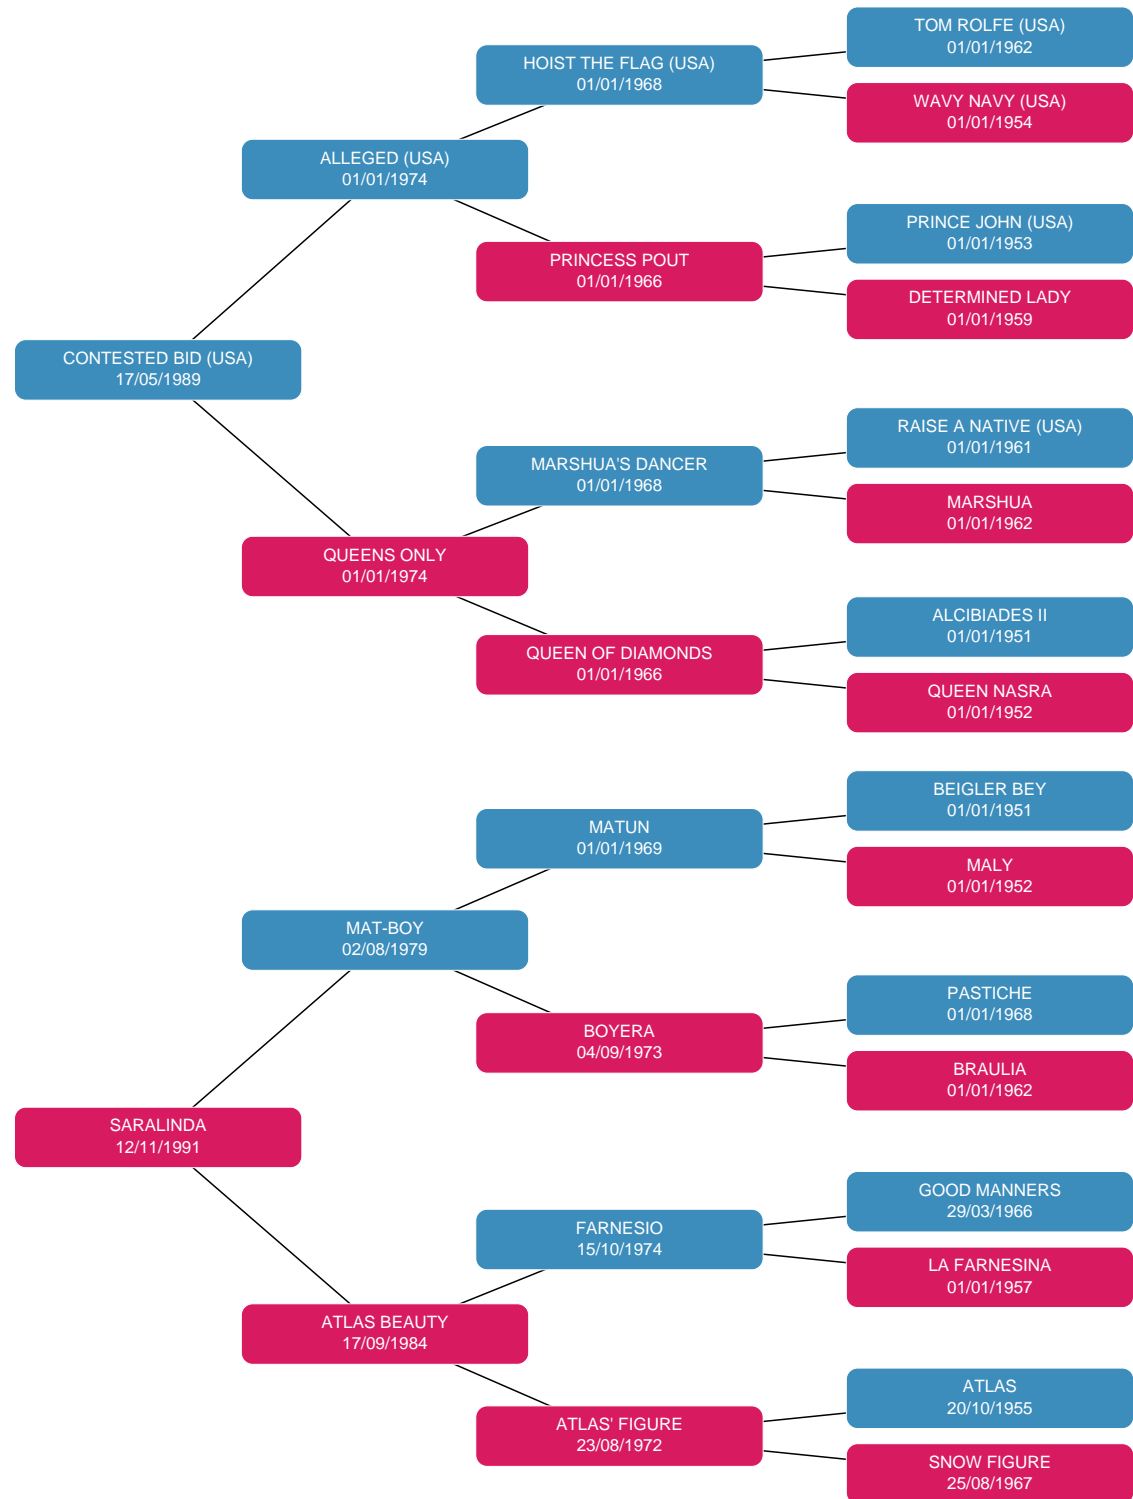 TOM ROLFE (USA)
01/01/1962
HOIST THE FLAG (USA)
01/01/1968
WAVY NAVY (USA)
01/01/1954
ALLEGED (USA)
01/01/1974
PRINCE JOHN (USA)
01/01/1953
PRINCESS POUT
01/01/1966
DETERMINED LADY
01/01/1959
CONTESTED BID (USA)
17/05/1989
RAISE A NATIVE (USA)
01/01/1961
MARSHUA'S DANCER
01/01/1968
MARSHUA
01/01/1962
QUEENS ONLY
01/01/1974
ALCIBIADES II
01/01/1951
QUEEN OF DIAMONDS
01/01/1966
QUEEN NASRA
01/01/1952
BEIGLER BEY
01/01/1951
MATUN
01/01/1969
MALY
01/01/1952
MAT-BOY
02/08/1979
PASTICHE
01/01/1968
BOYERA
04/09/1973
BRAULIA
01/01/1962
SARALINDA
12/11/1991
GOOD MANNERS
29/03/1966
FARNESIO
15/10/1974
LA FARNESINA
01/01/1957
ATLAS BEAUTY
17/09/1984
ATLAS
20/10/1955
ATLAS' FIGURE
23/08/1972
SNOW FIGURE
25/08/1967